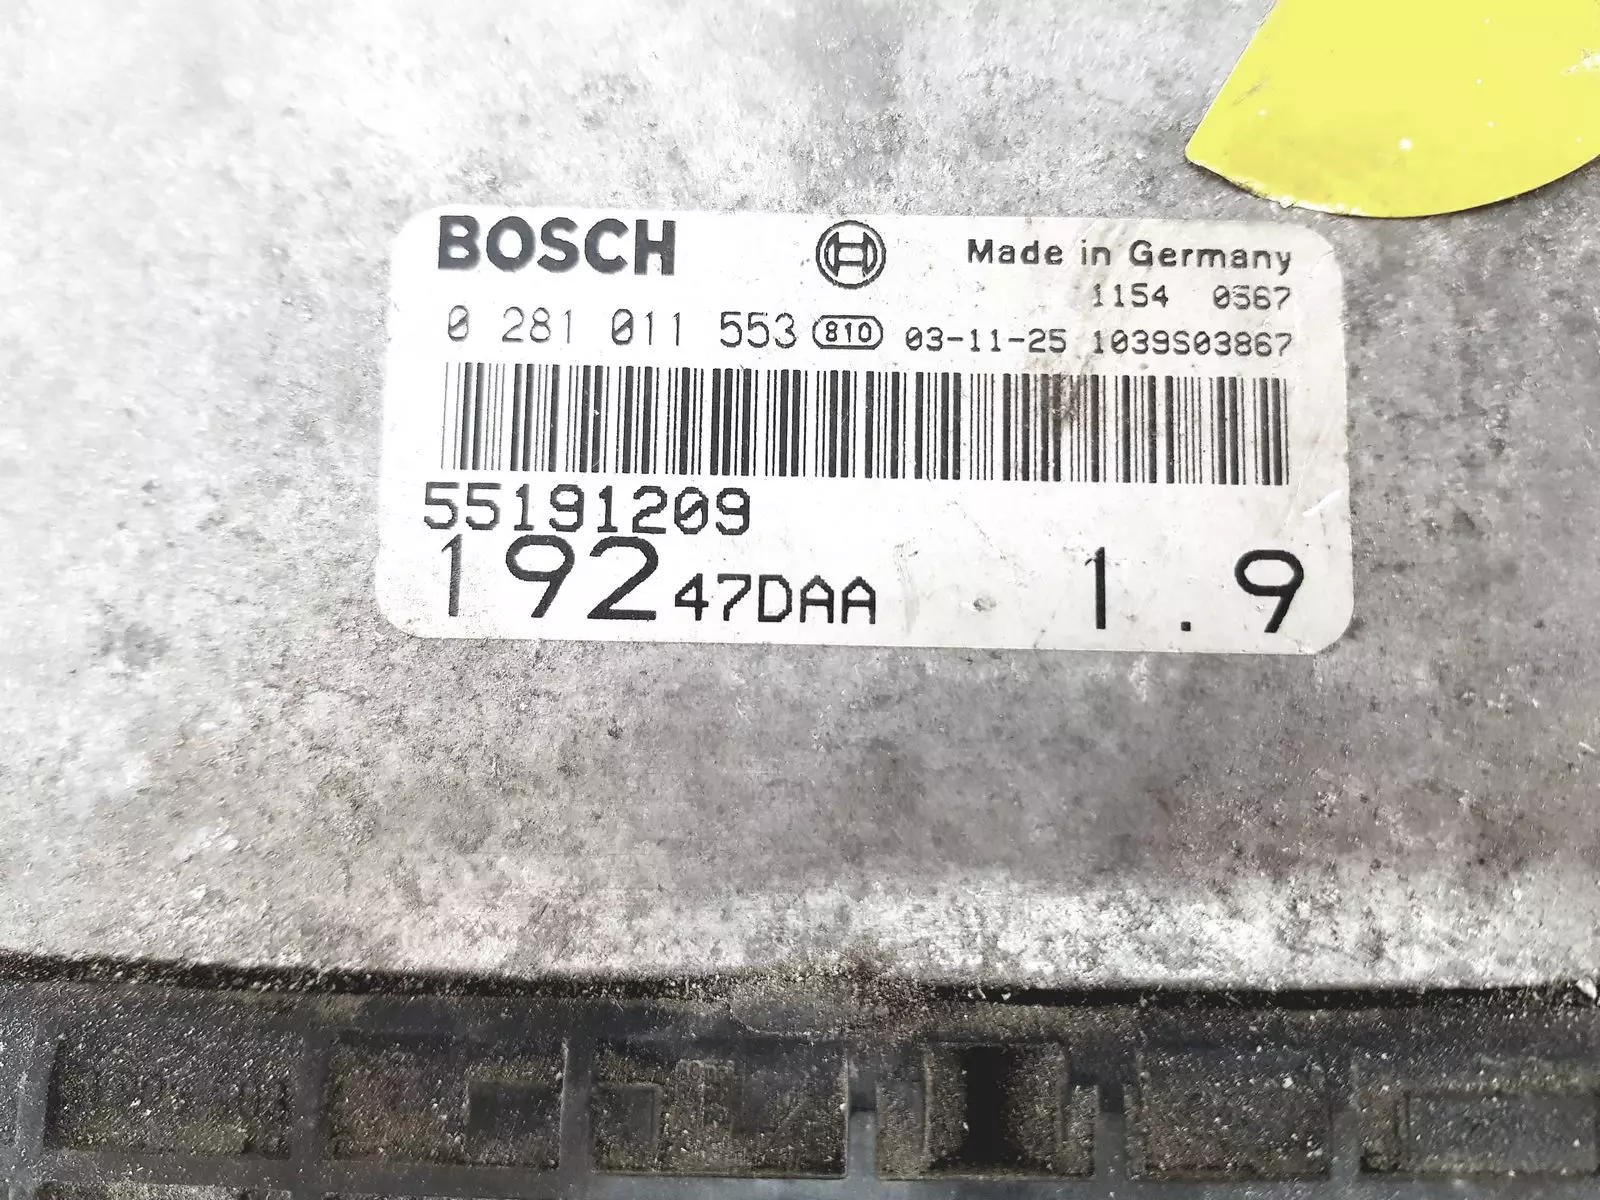 BOSCH Made in Germany
1154 0567
0 281 011 553 810 03-11-25 1039S03867
55191209
192 47DAA 1.9